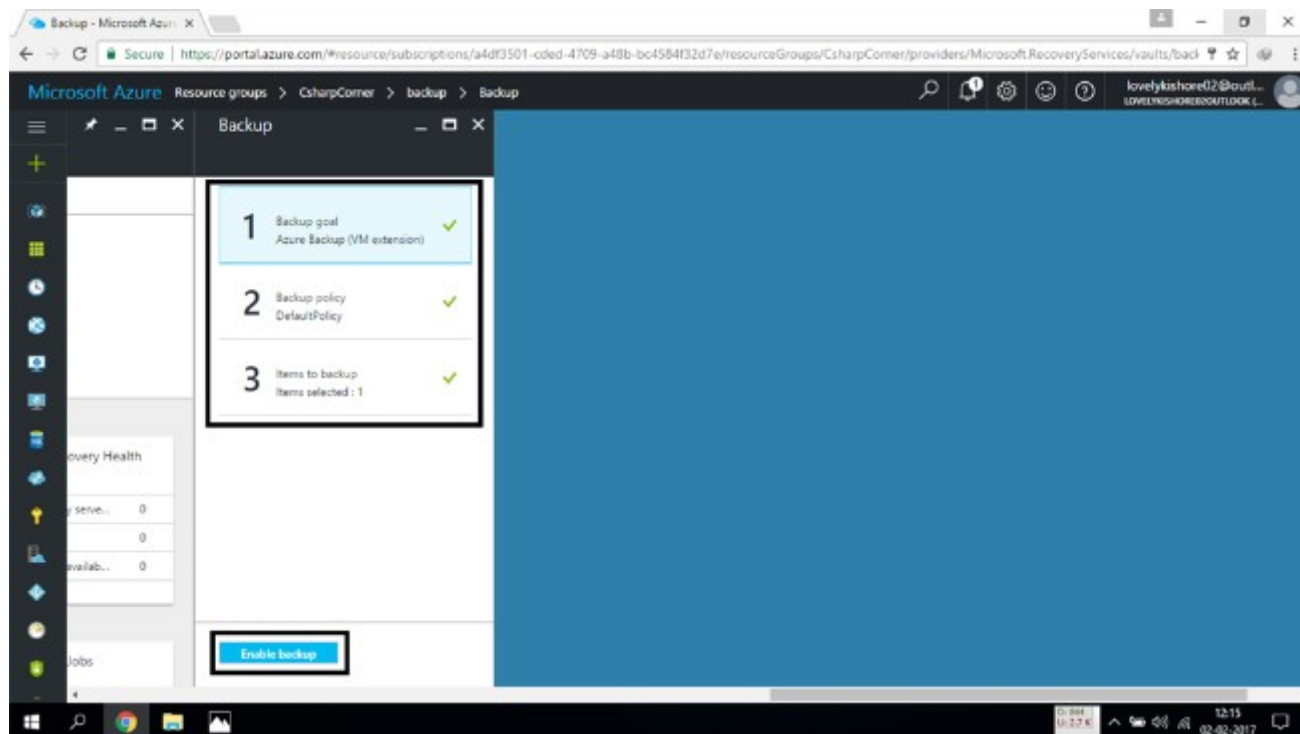 Backup - Microsoft Azur
Secure | https://portal.azure.com/#resource/subscriptions/a4df3501-cded-4709-a48b-bc4584f32d7e/resourceGroups/CsharpCorner/providers/Microsoft.RecoveryServices/vaults/back
Microsoft Azure Resource groups > CsharpCorner > backup > Backup
lovelykishore02@outl...
Backup
1
Backup goal
Azure Backup (VM extension)
2
Backup policy
DefaultPolicy
3
Items to backup
Items selected : 1
overy Health
y serve.. 0
0
availab... 0
Enable backup
Jobs
U: 2.7 K
12:15
02-02-2017